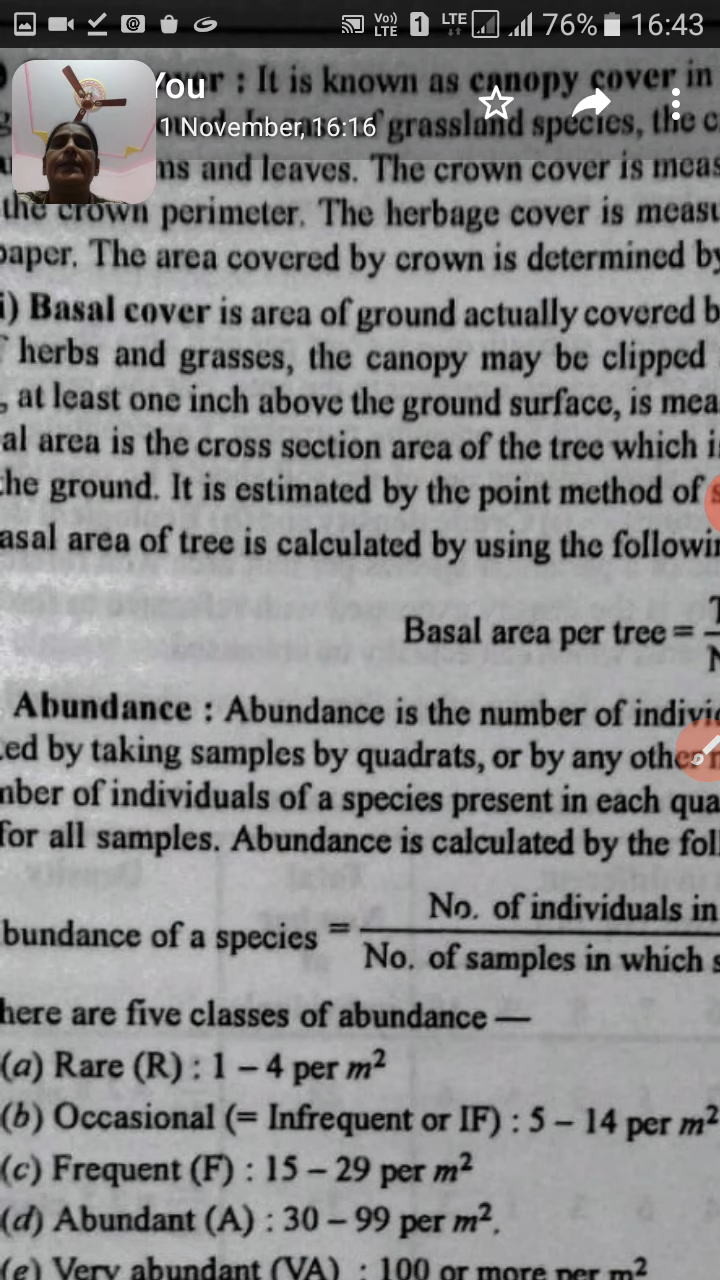 Vo)) LTE 1 LTE 76% 16:43
You
1 November, 16:16
: It is known as canopy cover in
grassland species, the c
and leaves. The crown cover is meas
the crown perimeter. The herbage cover is measu
paper. The area covered by crown is determined by
i) Basal cover is area of ground actually covered b
herbs and grasses, the canopy may be clipped
, at least one inch above the ground surface, is mea
al area is the cross section area of the tree which i
he ground. It is estimated by the point method of s
asal area of tree is calculated by using the followin
Basal area per tree =
Abundance : Abundance is the number of indivi
ed by taking samples by quadrats, or by any other
mber of individuals of a species present in each qua
for all samples. Abundance is calculated by the fol
bundance of a species = No. of individuals in
No. of samples in which s
here are five classes of abundance —
(a) Rare (R) : 1 – 4 per m²
(b) Occasional (= Infrequent or IF) : 5 – 14 per m²
(c) Frequent (F) : 15 – 29 per m²
(d) Abundant (A) : 30 – 99 per m².
(e) Very abundant (VA) : 100 or more per m²